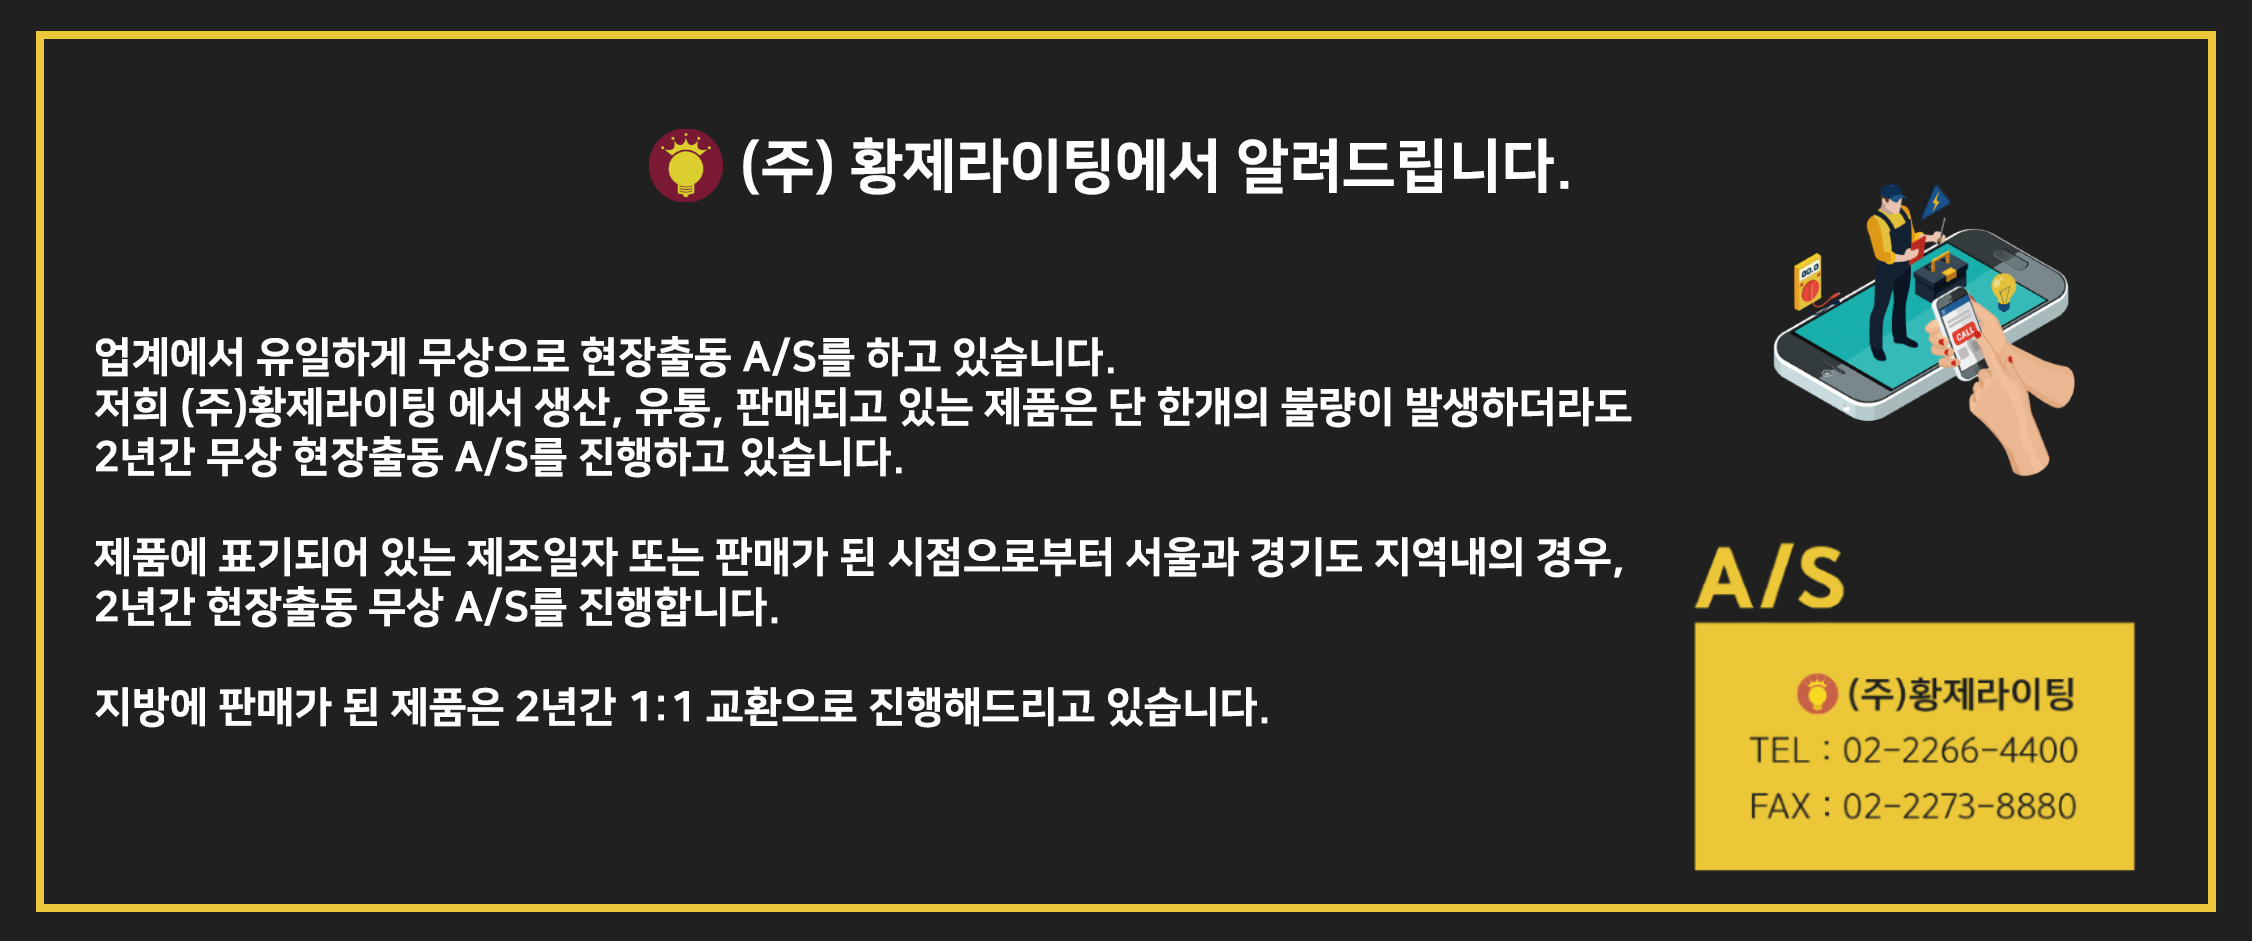 (주) 황제라이팅에서 알려드립니다.
업계에서 유일하게 무상으로 현장출동 A/S를 하고 있습니다.
저희 (주)황제라이팅 에서 생산, 유통, 판매되고 있는 제품은 단 한개의 불량이 발생하더라도
2년간 무상 현장출동 A/S를 진행하고 있습니다.
제품에 표기되어 있는 제조일자 또는 판매가 된 시점으로부터 서울과 경기도 지역내의 경우,
2년간 현장출동 무상 A/S를 진행합니다.
지방에 판매가 된 제품은 2년간 1:1 교환으로 진행해드리고 있습니다.
00.0
CALL
A/S
(주)황제라이팅
TEL : 02-2266-4400
FAX : 02-2273-8880